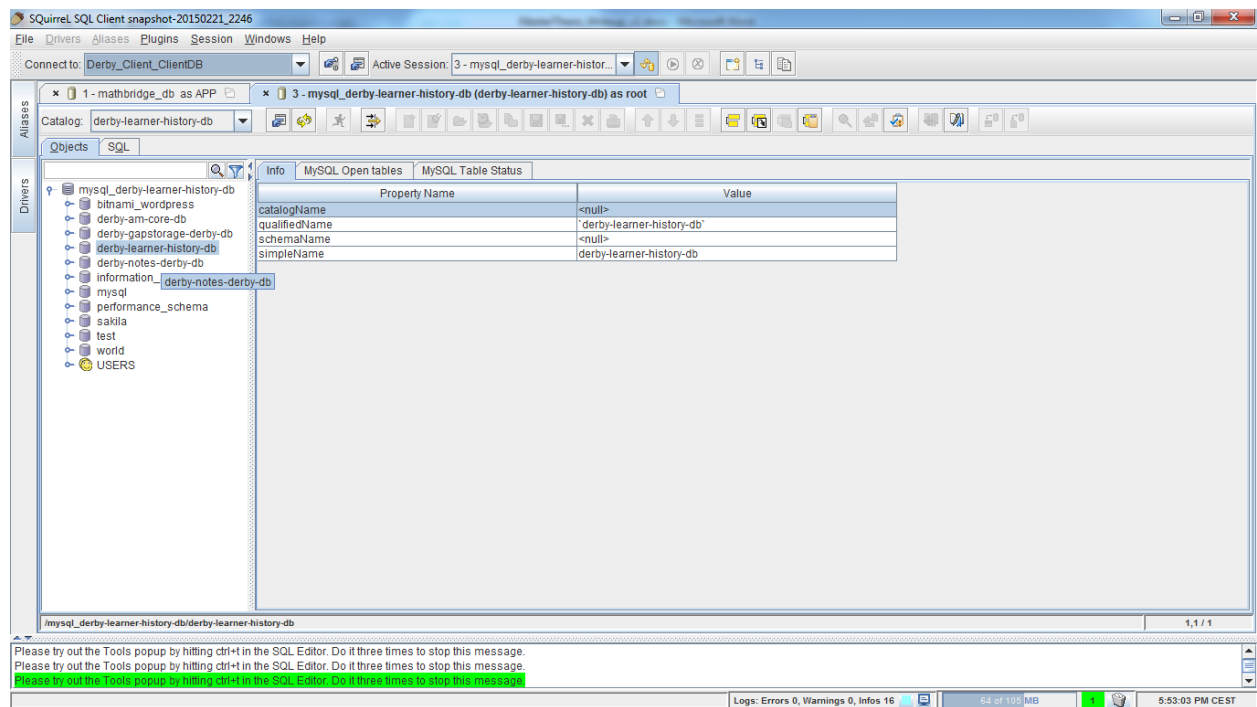 SQuirreL SQL Client snapshot-20150221_2246
File Drivers Aliases Plugins Session Windows Help
Connect to: Derby_Client_ClientDB Active Session: 3 - mysql_derby-learner-histor...
1 - mathbridge_db as APP 3 - mysql_derby-learner-history-db (derby-learner-history-db) as root
Aliases
Drivers
Catalog: derby-learner-history-db
Objects SQL
Info MySQL Open tables MySQL Table Status
mysql_derby-learner-history-db
bitnami_wordpress
derby-am-core-db
derby-gapstorage-derby-db
derby-learner-history-db
derby-notes-derby-db
information_
derby-notes-derby-db
mysql
performance_schema
sakila
test
world
USERS
Property Name Value
catalogName <null>
qualifiedName `derby-learner-history-db`
schemaName <null>
simpleName derby-learner-history-db
/mysql_derby-learner-history-db/derby-learner-history-db 1,1 / 1
Please try out the Tools popup by hitting ctrl+t in the SQL Editor. Do it three times to stop this message.
Please try out the Tools popup by hitting ctrl+t in the SQL Editor. Do it three times to stop this message.
Please try out the Tools popup by hitting ctrl+t in the SQL Editor. Do it three times to stop this message.
Logs: Errors 0, Warnings 0, Infos 16 64 of 105 MB 1 5:53:03 PM CEST